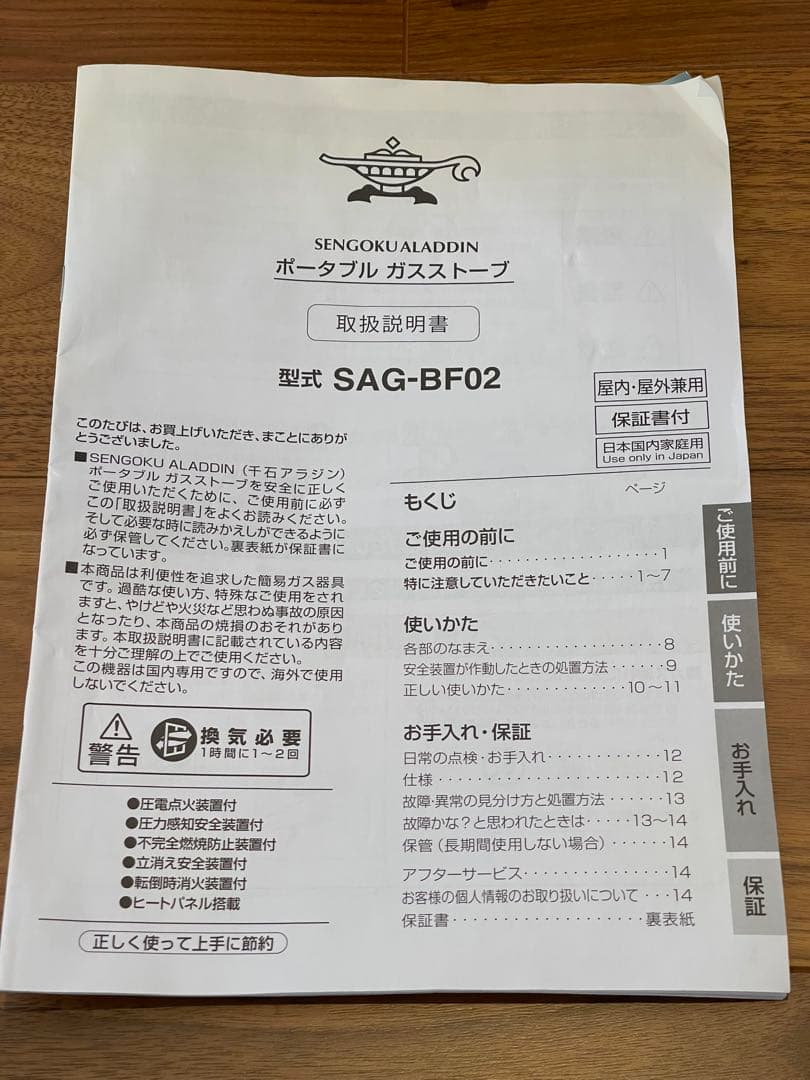 SENGOKU ALADDIN
ポータブル ガスストーブ
取扱説明書
型式 SAG-BF02
屋内・屋外兼用
保証書付
日本国内家庭用
Use only in Japan
このたびは、お買上げいただき、まことにありが
とうございました。
■SENGOKU ALADDIN（千石アラジン）
ポータブル ガスストーブを安全に正しく
ご使用いただくために、ご使用前に必ず
この「取扱説明書」をよくお読みください。
そして必要な時に読みかえしができるように
必ず保管してください。裏表紙が保証書に
なっています。
■本商品は利便性を追求した簡易ガス器具
です。過酷な使い方、特殊なご使用をされ
ますと、やけどや火災など思わぬ事故の原因
となったり、本商品の焼損のおそれがあり
ます。本取扱説明書に記載されている内容
を十分ご理解の上でご使用ください。
この機器は国内専用ですので、海外で使用
しないでください。
警告
換気必要
1時間に1～2回
●圧電点火装置付
●圧力感知安全装置付
●不完全燃焼防止装置付
●立消え安全装置付
●転倒時消火装置付
●ヒートパネル搭載
正しく使って上手に節約
もくじ
ページ
ご使用の前に
ご使用の前に・・・・・・・・・・・・・・・・・・1
特に注意していただきたいこと・・・・・1～7
使いかた
各部のなまえ・・・・・・・・・・・・・・・・・・8
安全装置が作動したときの処置方法・・・・・・9
正しい使いかた・・・・・・・・・・・・・10～11
お手入れ・保証
日常の点検・お手入れ・・・・・・・・・・・・12
仕様・・・・・・・・・・・・・・・・・・・・・・・12
故障・異常の見分け方と処置方法・・・・・・13
故障かな？と思われたときは・・・・・13～14
保管（長期間使用しない場合）・・・・・・・14
アフターサービス・・・・・・・・・・・・・・・14
お客様の個人情報のお取り扱いについて・・・14
保証書・・・・・・・・・・・・・・・・・・・裏表紙
ご使用前に
使いかた
お手入れ
保証